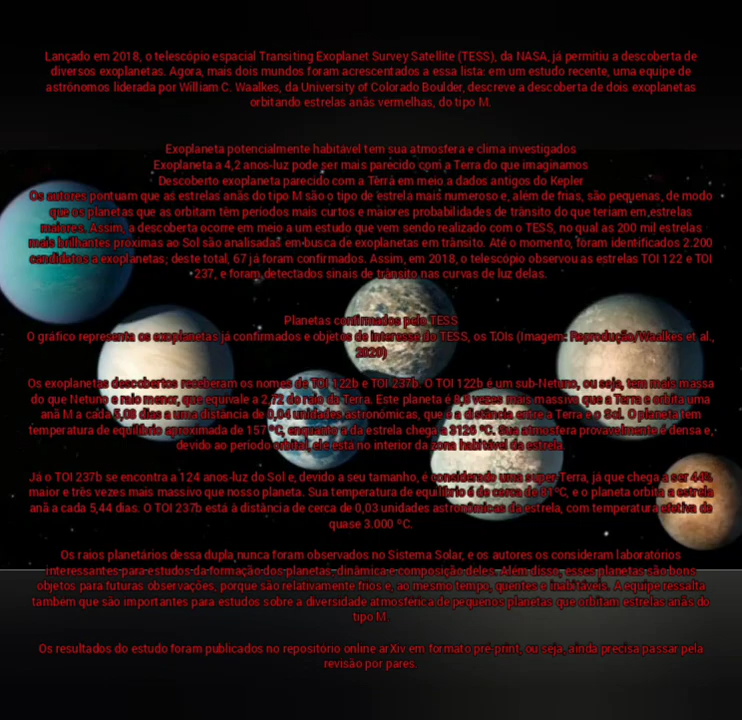 Lançado em 2018, o telescópio espacial Transiting Exoplanet Survey Satellite (TESS), da NASA, já permitiu a descoberta de
diversos exoplanetas. Agora, mais dois mundos foram acrescentados a essa lista: em um estudo recente, uma equipe de
astrônomos liderada por William C. Waalkes, da University of Colorado Boulder, descreve a descoberta de dois exoplanetas
orbitando estrelas anãs vermelhas, do tipo M.
Exoplaneta potencialmente habitável tem sua atmosfera e clima investigados
Exoplaneta a 4,2 anos-luz pode ser mais parecido com a Terra do que imaginamos
Descoberto exoplaneta parecido com a Terra em meio a dados antigos do Kepler
Os autores pontuam que as estrelas anãs do tipo M são o tipo de estrela mais numeroso e, além de frias, são pequenas, de modo
que os planetas que as orbitam têm períodos mais curtos e maiores probabilidades de trânsito do que teriam em estrelas
maiores. Assim, a descoberta ocorre em meio a um estudo que vem sendo realizado com o TESS, no qual as 200 mil estrelas
mais brilhantes próximas ao Sol são analisadas em busca de exoplanetas em trânsito. Até o momento, foram identificados 2.200
candidatos a exoplanetas; deste total, 67 já foram confirmados. Assim, em 2018, o telescópio observou as estrelas TOI 122 e TOI
237, e foram detectados sinais de trânsito nas curvas de luz delas.
Planetas confirmados pelo TESS
O gráfico representa os exoplanetas já confirmados e objetos de interesse do TESS, os TOIs (Imagem: Reprodução/Waalkes et al.,
2020)
Os exoplanetas descobertos receberam os nomes de TOI 122b e TOI 237b. O TOI 122b é um sub-Netuno, ou seja, tem mais massa
do que Netuno e raio menor, que equivale a 2,72 do raio da Terra. Este planeta é 8,8 vezes mais massivo que a Terra e orbita uma
anã M a cada 5,08 dias a uma distância de 0,04 unidades astronômicas, que é a distância entre a Terra e o Sol. O planeta tem
temperatura de equilíbrio aproximada de 157 ºC, enquanto a da estrela chega a 3126 ºC. Sua atmosfera provavelmente é densa e,
devido ao período orbital, ele está no interior da zona habitável da estrela.
Já o TOI 237b se encontra a 124 anos-luz do Sol e, devido a seu tamanho, é considerado uma super-Terra, já que chega a ser 44%
maior e três vezes mais massivo que nosso planeta. Sua temperatura de equilíbrio é de cerca de 81ºC, e o planeta orbita a estrela
anã a cada 5,44 dias. O TOI 237b está à distância de cerca de 0,03 unidades astronômicas da estrela, com temperatura efetiva de
quase 3.000 ºC.
Os raios planetários dessa dupla nunca foram observados no Sistema Solar, e os autores os consideram laboratórios
interessantes para estudos da formação dos planetas, dinâmica e composição deles. Além disso, esses planetas são bons
objetos para futuras observações, porque são relativamente frios e, ao mesmo tempo, quentes e inabitáveis. A equipe ressalta
também que são importantes para estudos sobre a diversidade atmosférica de pequenos planetas que orbitam estrelas anãs do
tipo M.
Os resultados do estudo foram publicados no repositório online arXiv em formato pré-print, ou seja, ainda precisa passar pela
revisão por pares.